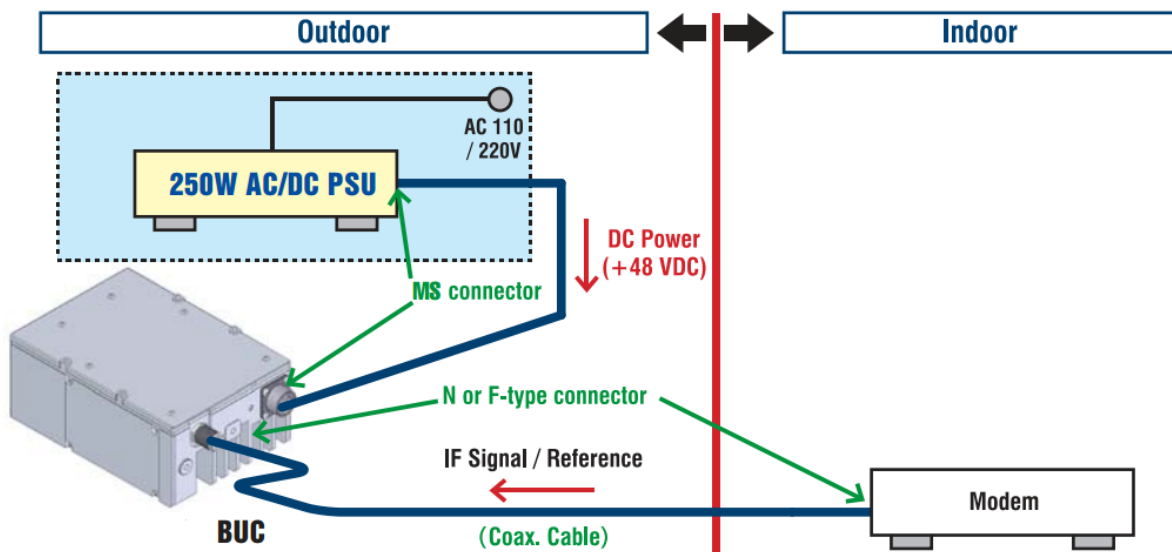 Outdoor
Indoor
AC 110
/ 220V
250W AC/DC PSU
DC Power
(+48 VDC)
MS connector
N or F-type connector
IF Signal / Reference
Modem
BUC
(Coax. Cable)